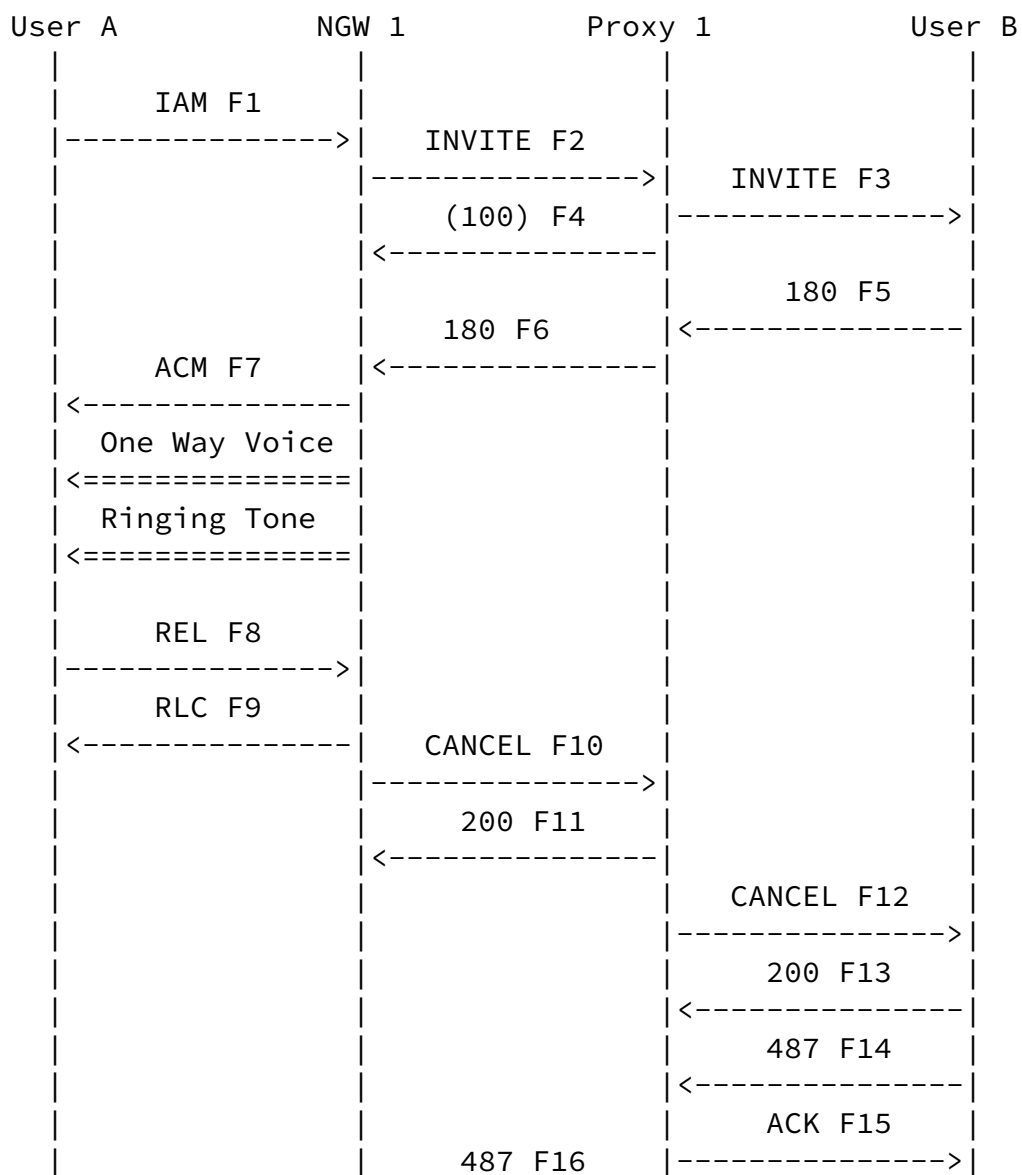 User A NGW 1 Proxy 1 User B
IAM F1
INVITE F2
INVITE F3
(100) F4
180 F5
180 F6
ACM F7
One Way Voice
Ringing Tone
REL F8
RLC F9
CANCEL F10
200 F11
CANCEL F12
200 F13
487 F14
ACK F15
487 F16